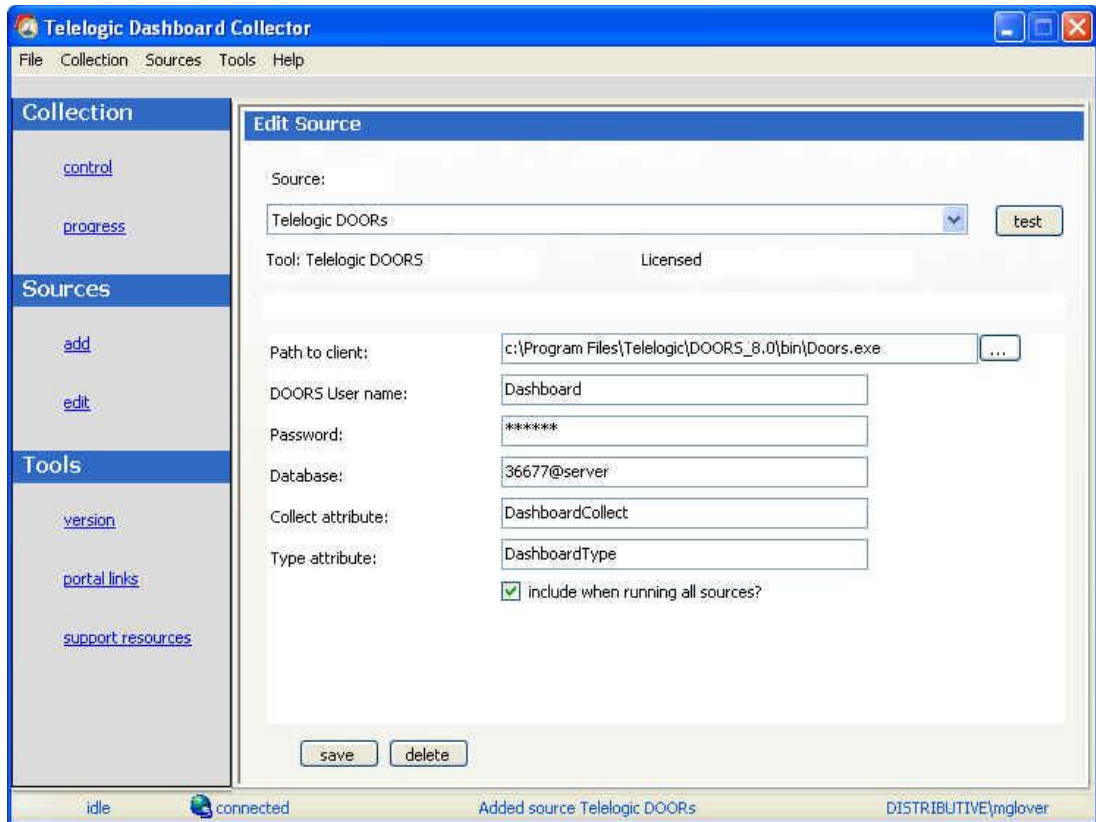 Telelogic Dashboard Collector
File Collection Sources Tools Help
Collection
control
progress
Sources
add
edit
Tools
version
portal links
support resources
Edit Source
Source:
Telelogic DOORs
test
Tool: Telelogic DOORS Licensed
Path to client: c:\Program Files\Telelogic\DOORS_8.0\bin\Doors.exe ...
DOORS User name: Dashboard
Password: ******
Database: 36677@server
Collect attribute: DashboardCollect
Type attribute: DashboardType
include when running all sources?
save delete
idle connected Added source Telelogic DOORs DISTRIBUTIVE\mglover